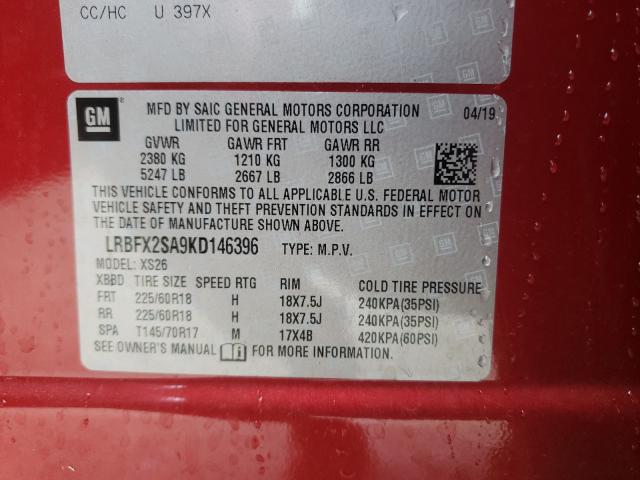 CC/HC U 397X
GM ®
MFD BY SAIC GENERAL MOTORS CORPORATION 04/19
LIMITED FOR GENERAL MOTORS LLC
GVWR GAWR FRT GAWR RR
2380 KG 1210 KG 1300 KG
5247 LB 2667 LB 2866 LB
THIS VEHICLE CONFORMS TO ALL APPLICABLE U.S. FEDERAL MOTOR
VEHICLE SAFETY AND THEFT PREVENTION STANDARDS IN EFFECT ON
THE DATE OF MANUFACTURE SHOWN ABOVE.
LRBFX2SA9KD146396 TYPE: M.P.V.
MODEL: XS26
XBBD TIRE SIZE SPEED RTG RIM COLD TIRE PRESSURE
FRT 225/60R18 H 18X7.5J 240KPA(35PSI)
RR 225/60R18 H 18X7.5J 240KPA(35PSI)
SPA T145/70R17 M 17X4B 420KPA(60PSI)
SEE OWNER'S MANUAL FOR MORE INFORMATION.